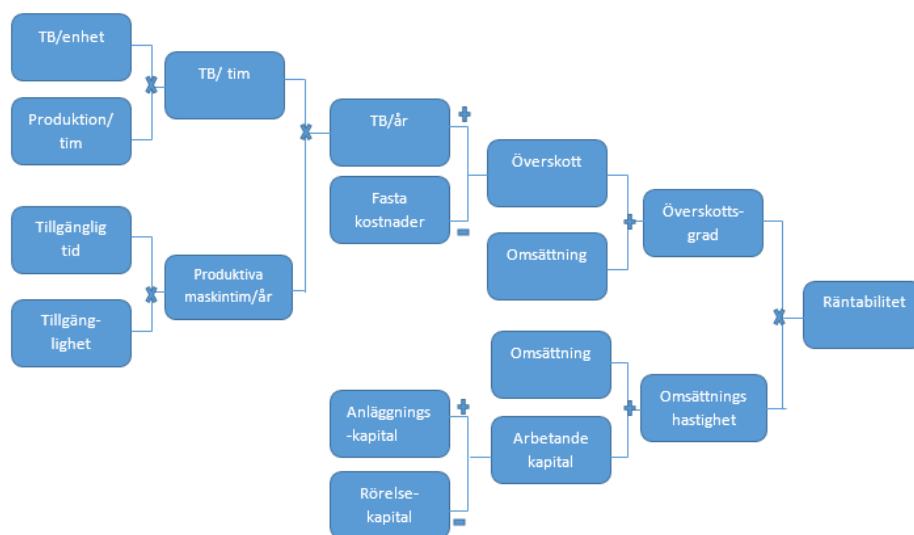 TB/enhet
Produktion/
tim
TB/ tim
Tillgänglig
tid
Tillgäng-
lighet
Produktiva
maskintim/år
TB/år
Fasta
kostnader
Överskott
Omsättning
Överskotts-
grad
Omsättning
Anläggnings
-kapital
Rörelse-
kapital
Arbetande
kapital
Omsättnings
hastighet
Räntabilitet